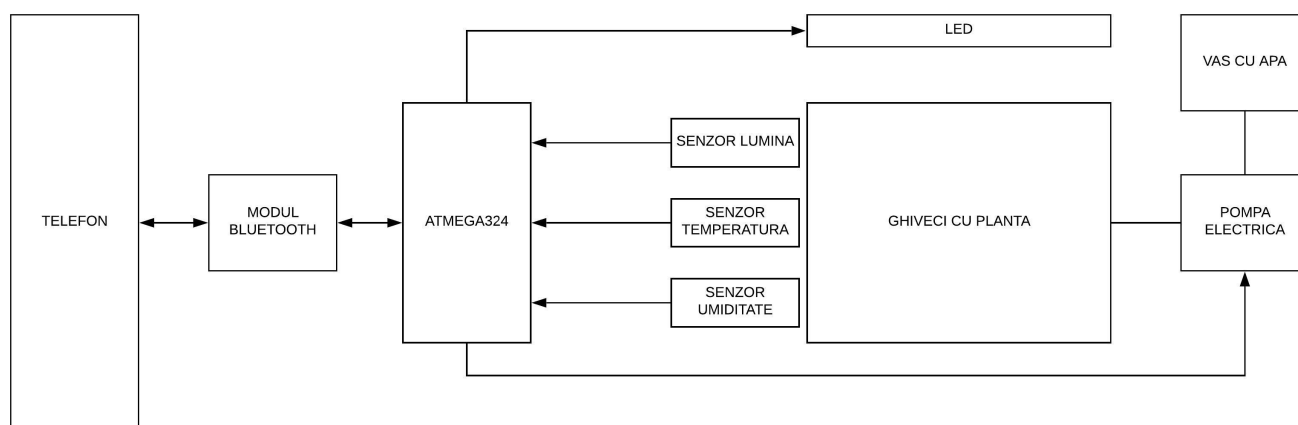 LED
VAS CU APA
SENZOR LUMINA
TELEFON
MODUL
BLUETOOTH
ATMEGA324
SENZOR
TEMPERATURA
GHIVECI CU PLANTA
POMPA
ELECTRICA
SENZOR
UMIDITATE